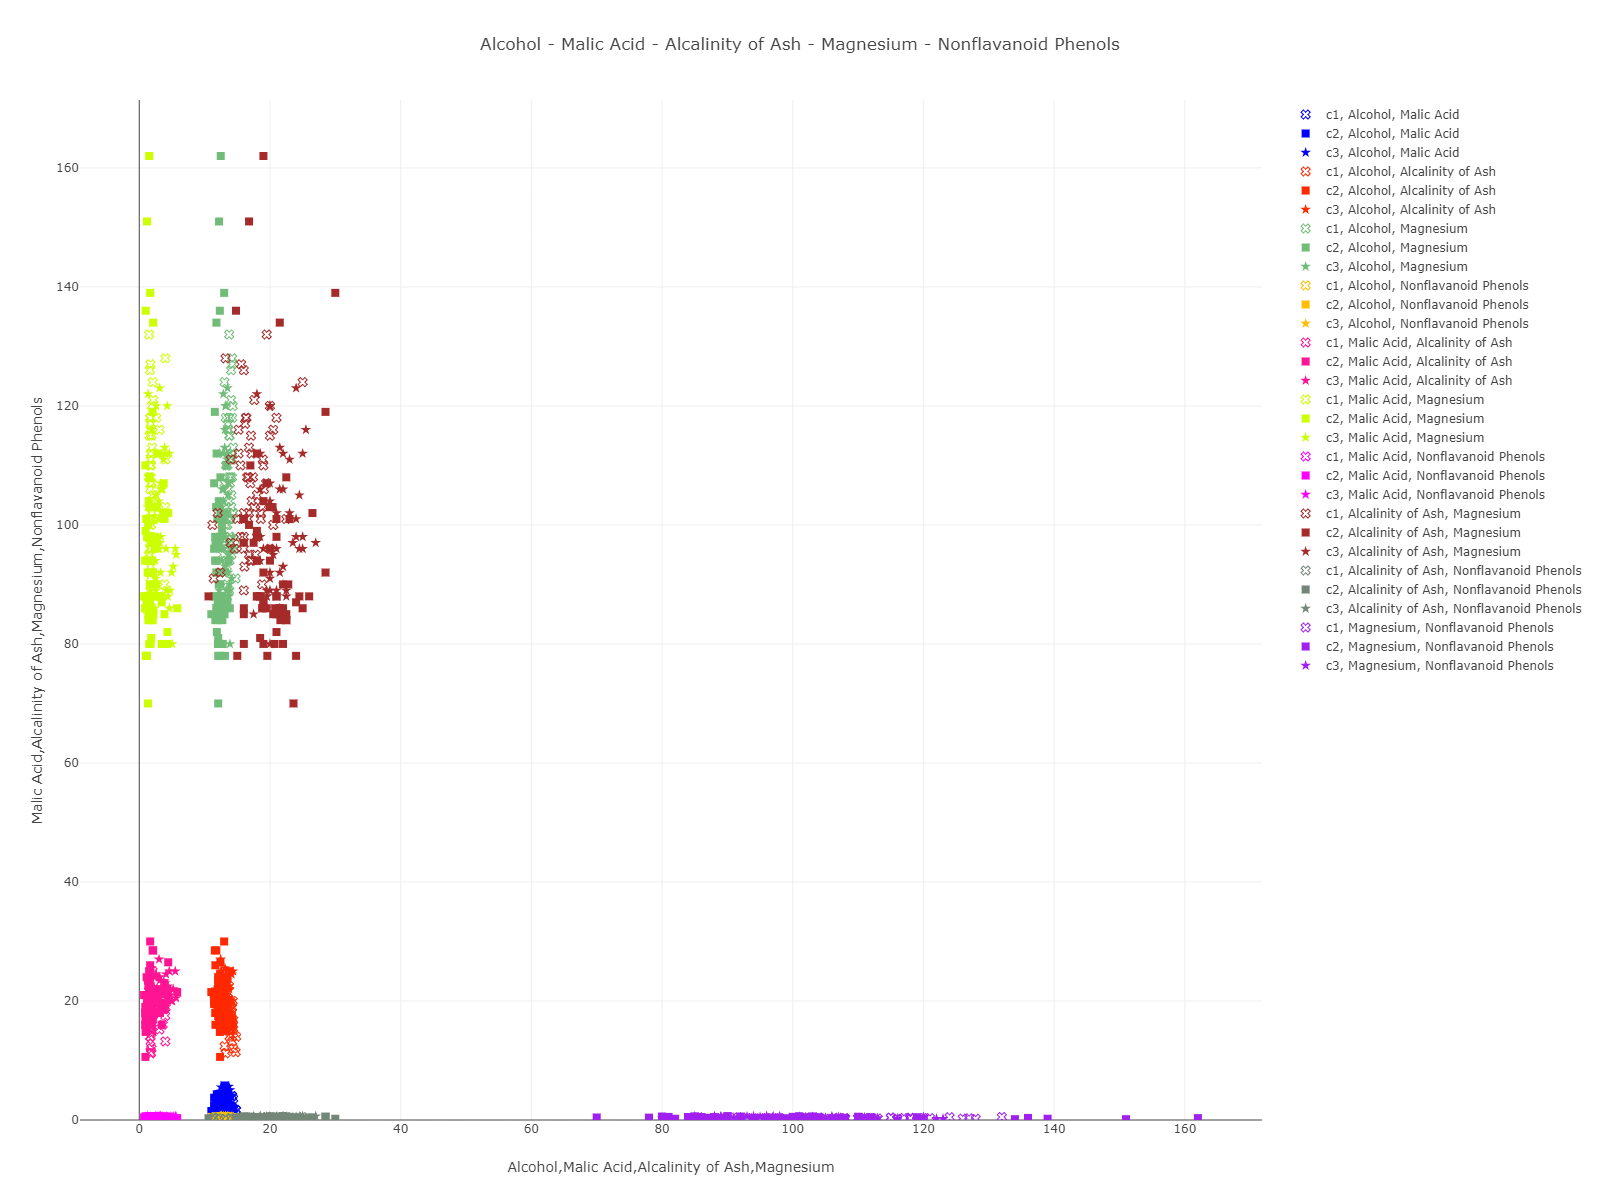 Alcohol - Malic Acid - Alcalinity of Ash - Magnesium - Nonflavanoid Phenols
Malic Acid,Alcalinity of Ash,Magnesium,Nonflavanoid Phenols
160
140
120
100
80
60
40
20
0
0 20 40 60 80 100 120 140 160
Alcohol,Malic Acid,Alcalinity of Ash,Magnesium
c1, Alcohol, Malic Acid
c2, Alcohol, Malic Acid
c3, Alcohol, Malic Acid
c1, Alcohol, Alcalinity of Ash
c2, Alcohol, Alcalinity of Ash
c3, Alcohol, Alcalinity of Ash
c1, Alcohol, Magnesium
c2, Alcohol, Magnesium
c3, Alcohol, Magnesium
c1, Alcohol, Nonflavanoid Phenols
c2, Alcohol, Nonflavanoid Phenols
c3, Alcohol, Nonflavanoid Phenols
c1, Malic Acid, Alcalinity of Ash
c2, Malic Acid, Alcalinity of Ash
c3, Malic Acid, Alcalinity of Ash
c1, Malic Acid, Magnesium
c2, Malic Acid, Magnesium
c3, Malic Acid, Magnesium
c1, Malic Acid, Nonflavanoid Phenols
c2, Malic Acid, Nonflavanoid Phenols
c3, Malic Acid, Nonflavanoid Phenols
c1, Alcalinity of Ash, Magnesium
c2, Alcalinity of Ash, Magnesium
c3, Alcalinity of Ash, Magnesium
c1, Alcalinity of Ash, Nonflavanoid Phenols
c2, Alcalinity of Ash, Nonflavanoid Phenols
c3, Alcalinity of Ash, Nonflavanoid Phenols
c1, Magnesium, Nonflavanoid Phenols
c2, Magnesium, Nonflavanoid Phenols
c3, Magnesium, Nonflavanoid Phenols